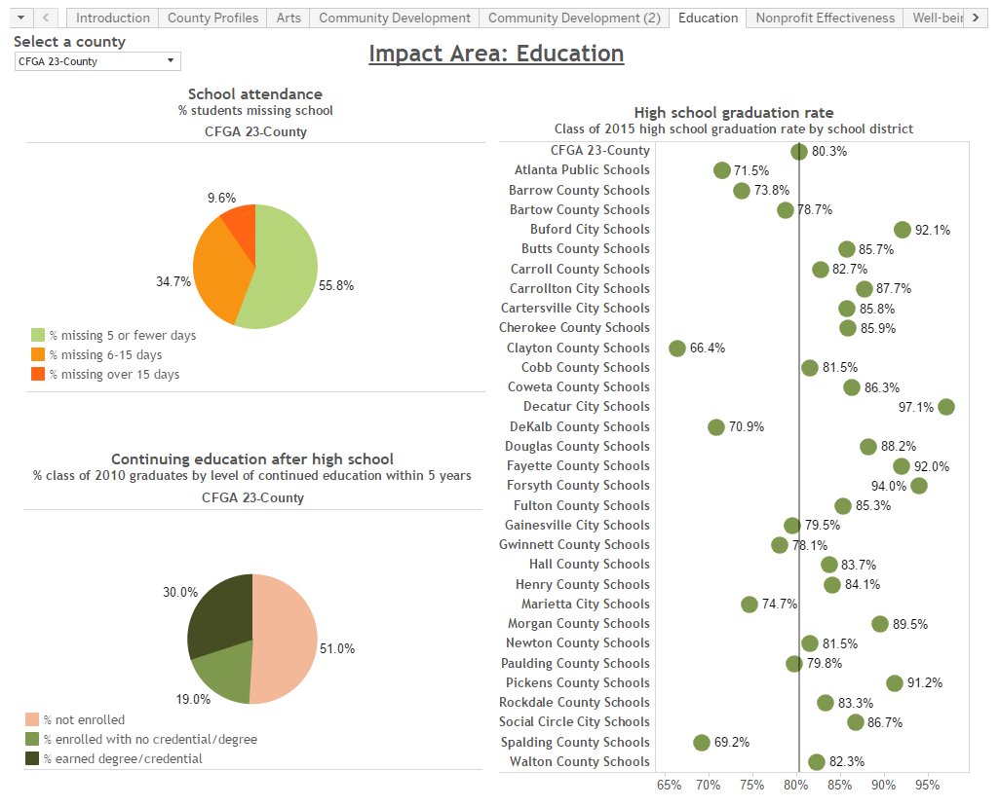 Introduction County Profiles Arts Community Development Community Development (2) Education Nonprofit Effectiveness Well-bein
Select a county
CFGA 23-County
Impact Area: Education
School attendance
% students missing school
CFGA 23-County
9.6%
34.7%
55.8%
% missing 5 or fewer days
% missing 6-15 days
% missing over 15 days
Continuing education after high school
% class of 2010 graduates by level of continued education within 5 years
CFGA 23-County
30.0%
51.0%
19.0%
% not enrolled
% enrolled with no credential/degree
% earned degree/credential
High school graduation rate
Class of 2015 high school graduation rate by school district
CFGA 23-County 80.3%
Atlanta Public Schools 71.5%
Barrow County Schools 73.8%
Bartow County Schools 78.7%
Buford City Schools 92.1%
Butts County Schools 85.7%
Carroll County Schools 82.7%
Carrollton City Schools 87.7%
Cartersville City Schools 85.8%
Cherokee County Schools 85.9%
Clayton County Schools 66.4%
Cobb County Schools 81.5%
Coweta County Schools 86.3%
Decatur City Schools 97.1%
DeKalb County Schools 70.9%
Douglas County Schools 88.2%
Fayette County Schools 92.0%
Forsyth County Schools 94.0%
Fulton County Schools 85.3%
Gainesville City Schools 79.5%
Gwinnett County Schools 78.1%
Hall County Schools 83.7%
Henry County Schools 84.1%
Marietta City Schools 74.7%
Morgan County Schools 89.5%
Newton County Schools 81.5%
Paulding County Schools 79.8%
Pickens County Schools 91.2%
Rockdale County Schools 83.3%
Social Circle City Schools 86.7%
Spalding County Schools 69.2%
Walton County Schools 82.3%
65% 70% 75% 80% 85% 90% 95%